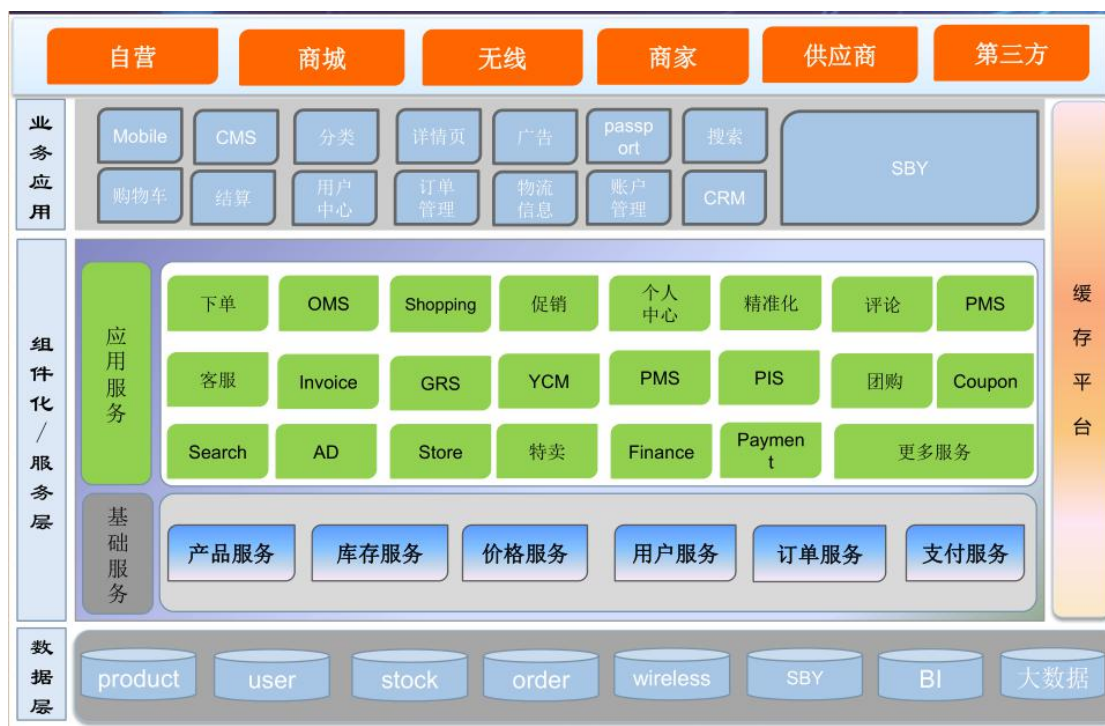 自营
商城
无线
商家
供应商
第三方
业务应用
Mobile
CMS
分类
详情页
广告
passp
ort
搜索
SBY
购物车
结算
用户
中心
订单
管理
物流
信息
账户
管理
CRM
缓存平台
组件化/服务层
应用服务
下单
OMS
Shopping
促销
个人
中心
精准化
评论
PMS
客服
Invoice
GRS
YCM
PMS
PIS
团购
Coupon
Search
AD
Store
特卖
Finance
Paymen
t
更多服务
基础服务
产品服务
库存服务
价格服务
用户服务
订单服务
支付服务
数据层
product
user
stock
order
wireless
SBY
BI
大数据